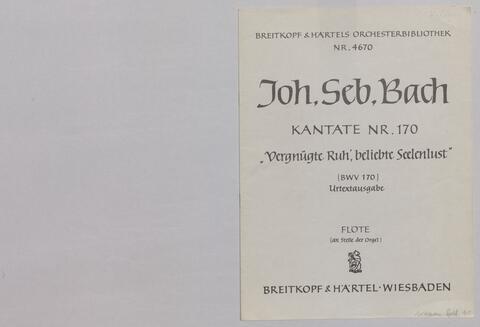 BREITKOPF & HÄRTELS ORCHESTERBIBLIOTHEK
NR. 4670
Joh. Seb. Bach
KANTATE NR. 170
„Vergnügte Ruh', beliebte Seelenlust"
(BWV 170)
Urtextausgabe
FLÖTE
(an Stelle der Orgel)
BREITKOPF & HÄRTEL · WIESBADEN